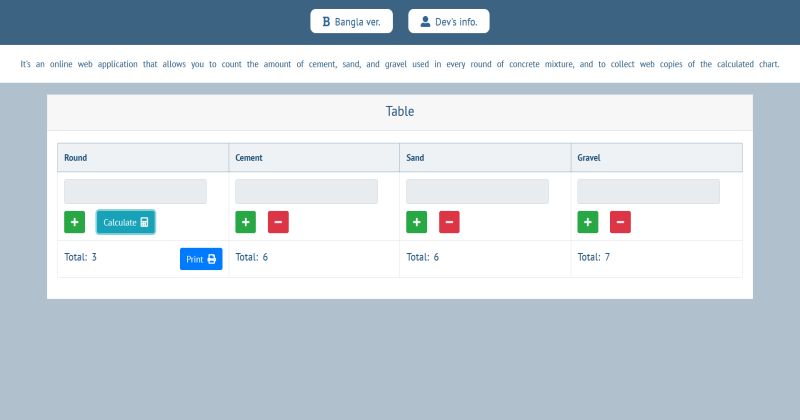 Bangla ver. Dev's info.
It's an online web application that allows you to count the amount of cement, sand, and gravel used in every round of concrete mixture, and to collect web copies of the calculated chart.
Table
Round Cement Sand Gravel
+ Calculate + − + − + −
Total: 3 Print Total: 6 Total: 6 Total: 7